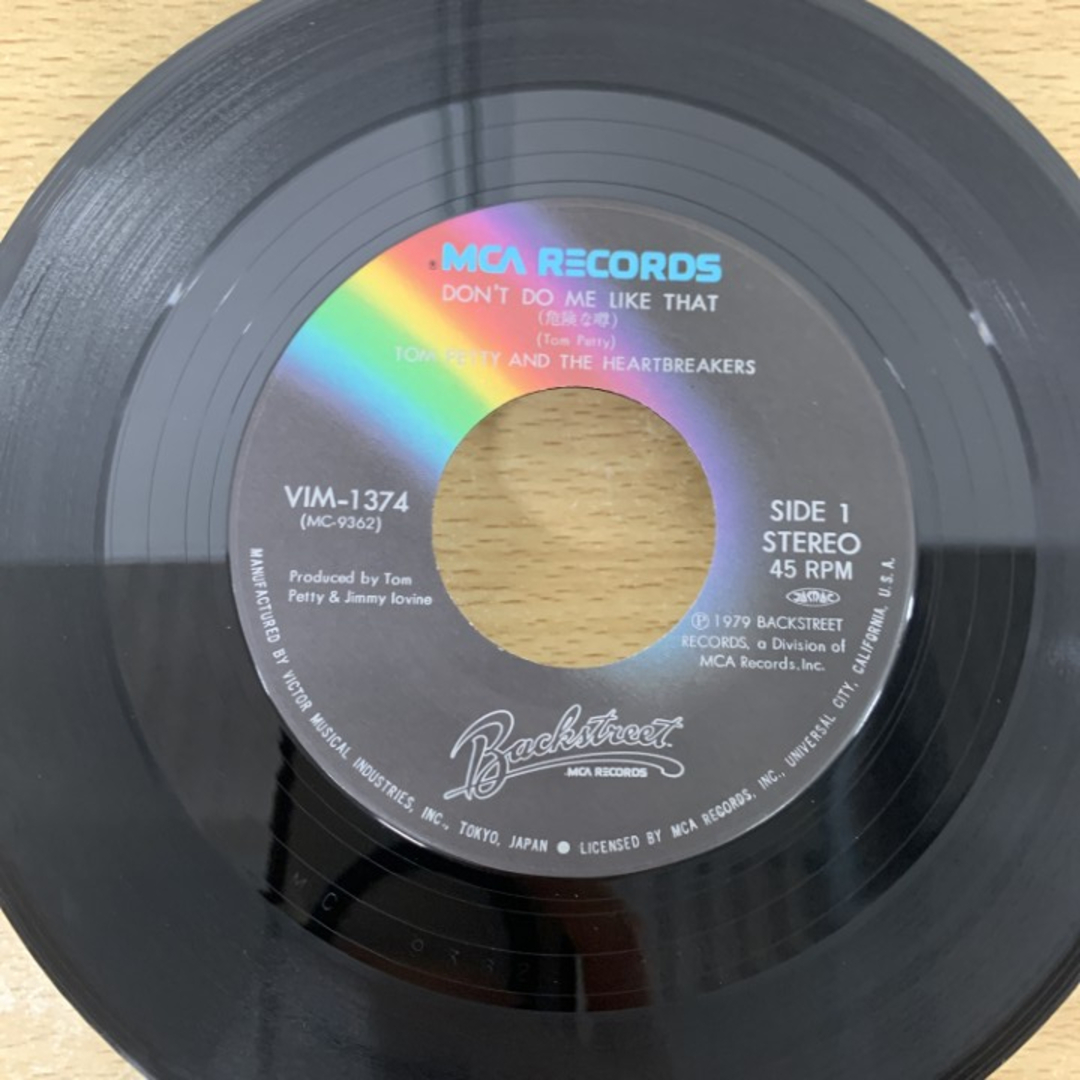 MCA RECORDS
DON'T DO ME LIKE THAT
(危険な噂)
(Tom Petty)
TOM PETTY AND THE HEARTBREAKERS
VIM-1374
(MC-9362)
Produced by Tom
Petty & Jimmy Iovine
SIDE 1
STEREO
45 RPM
Ⓟ 1979 BACKSTREET
RECORDS, a Division of
MCA Records, Inc.
Backstreet
MCA RECORDS
MANUFACTURED BY VICTOR MUSICAL INDUSTRIES, INC., TOKYO, JAPAN ● LICENSED BY MCA RECORDS, INC., UNIVERSAL CITY, CALIFORNIA, U.S.A.
MC